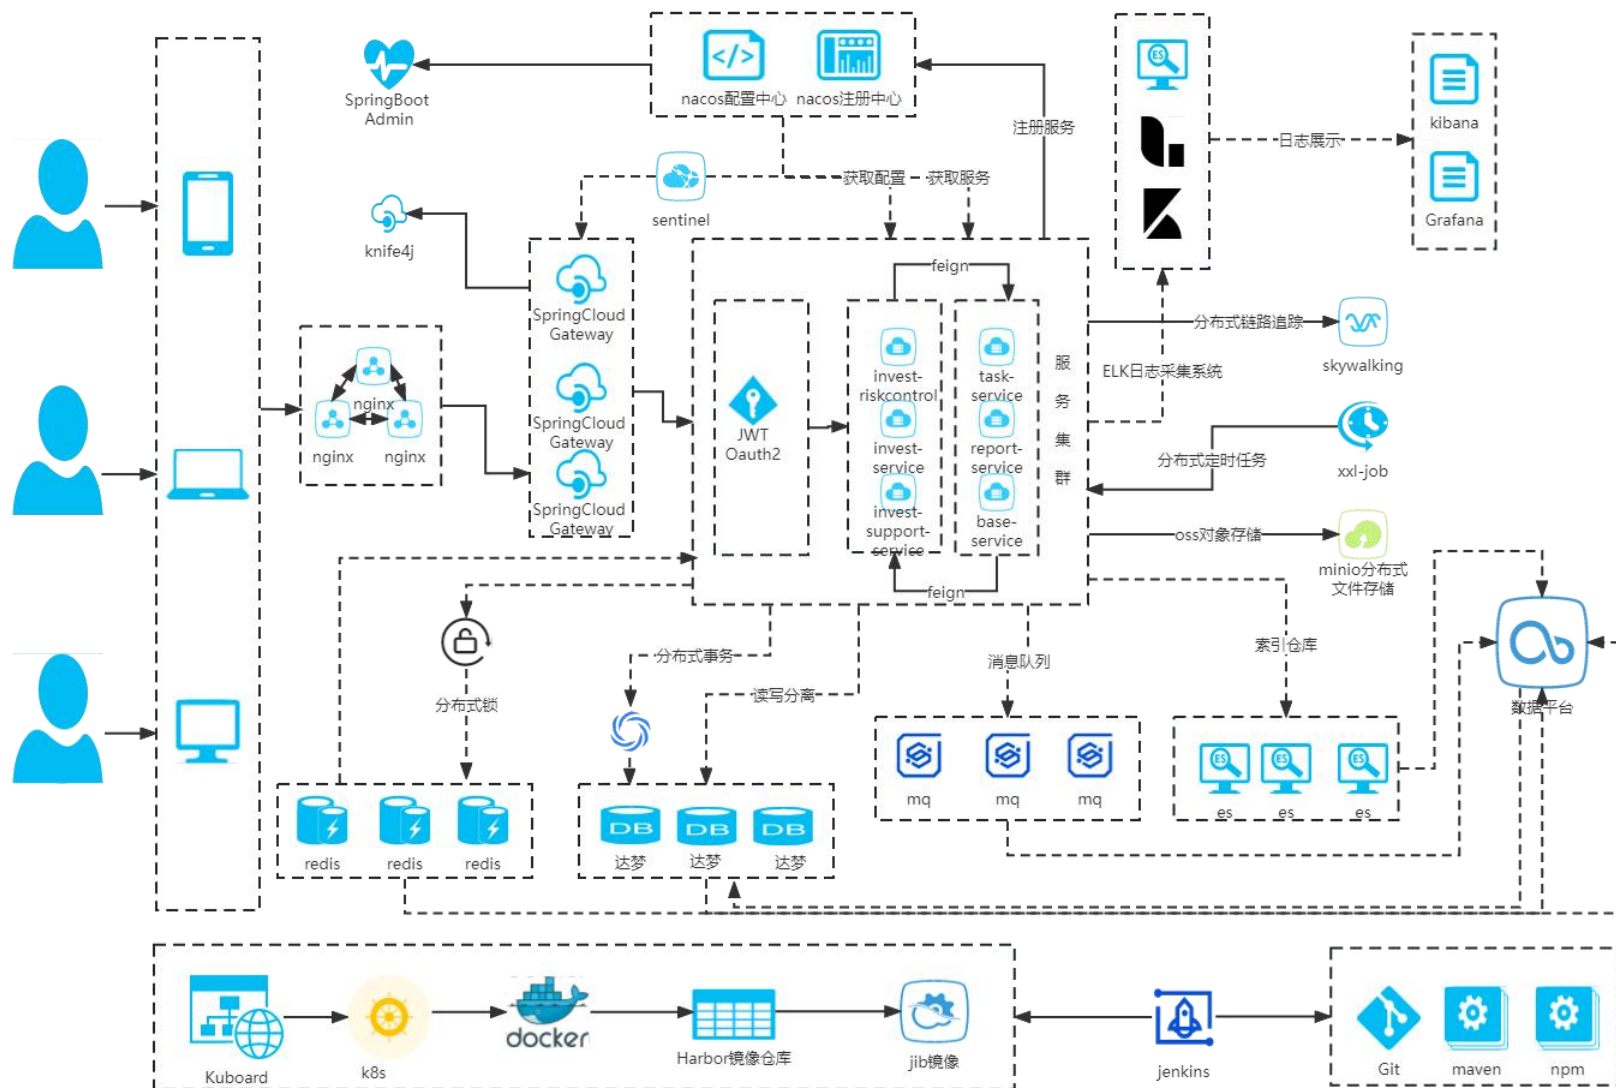 SpringBoot
Admin
nacos配置中心
nacos注册中心
注册服务
ES
日志展示
kibana
Grafana
获取配置
获取服务
sentinel
knife4j
SpringCloud
Gateway
SpringCloud
Gateway
SpringCloud
Gateway
nginx
nginx
nginx
feign
JWT
Oauth2
invest-
riskcontrol
invest-
service
invest-
support-
service
task-
service
report-
service
base-
service
feign
服
务
集
群
分布式链路追踪
skywalking
ELK日志采集系统
xxl-job
分布式定时任务
oss对象存储
minio分布式
文件存储
索引仓库
消息队列
分布式事务
读写分离
分布式锁
数据平台
redis
redis
redis
DB
DB
DB
达梦
达梦
达梦
mq
mq
mq
ES
ES
ES
es
es
es
Kuboard
k8s
docker
Harbor镜像仓库
jib镜像
jenkins
Git
maven
npm